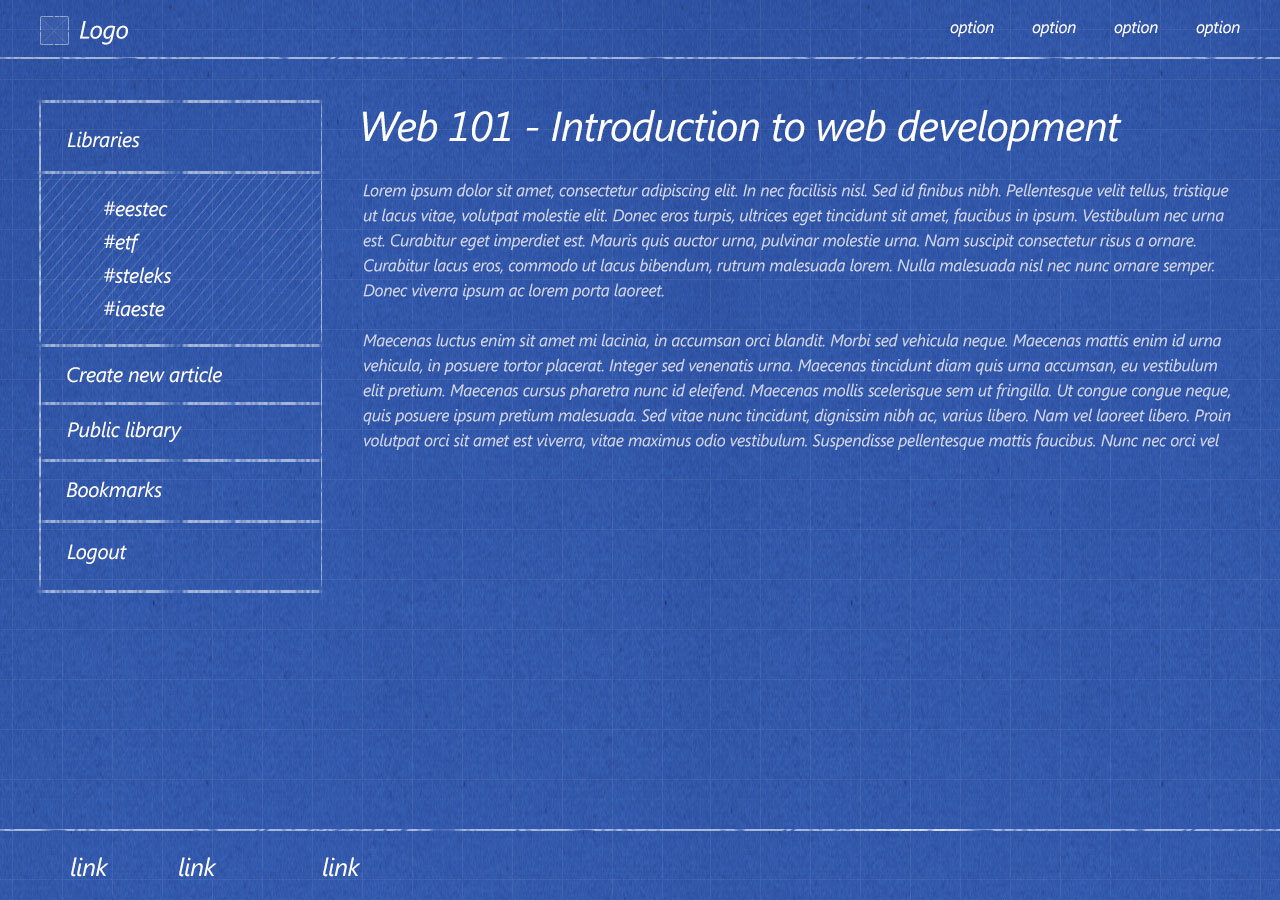 Logo
option option option option
Libraries
#eestec
#etf
#steleks
#iaeste
Create new article
Public library
Bookmarks
Logout
Web 101 - Introduction to web development
Lorem ipsum dolor sit amet, consectetur adipiscing elit. In nec facilisis nisl. Sed id finibus nibh. Pellentesque velit tellus, tristique
ut lacus vitae, volutpat molestie elit. Donec eros turpis, ultrices eget tincidunt sit amet, faucibus in ipsum. Vestibulum nec urna
est. Curabitur eget imperdiet est. Mauris quis auctor urna, pulvinar molestie urna. Nam suscipit consectetur risus a ornare.
Curabitur lacus eros, commodo ut lacus bibendum, rutrum malesuada lorem. Nulla malesuada nisl nec nunc ornare semper.
Donec viverra ipsum ac lorem porta laoreet.
Maecenas luctus enim sit amet mi lacinia, in accumsan orci blandit. Morbi sed vehicula neque. Maecenas mattis enim id urna
vehicula, in posuere tortor placerat. Integer sed venenatis urna. Maecenas tincidunt diam quis urna accumsan, eu vestibulum
elit pretium. Maecenas cursus pharetra nunc id eleifend. Maecenas mollis scelerisque sem ut fringilla. Ut congue congue neque,
quis posuere ipsum pretium malesuada. Sed vitae nunc tincidunt, dignissim nibh ac, varius libero. Nam vel laoreet libero. Proin
volutpat orci sit amet est viverra, vitae maximus odio vestibulum. Suspendisse pellentesque mattis faucibus. Nunc nec orci vel
link link link